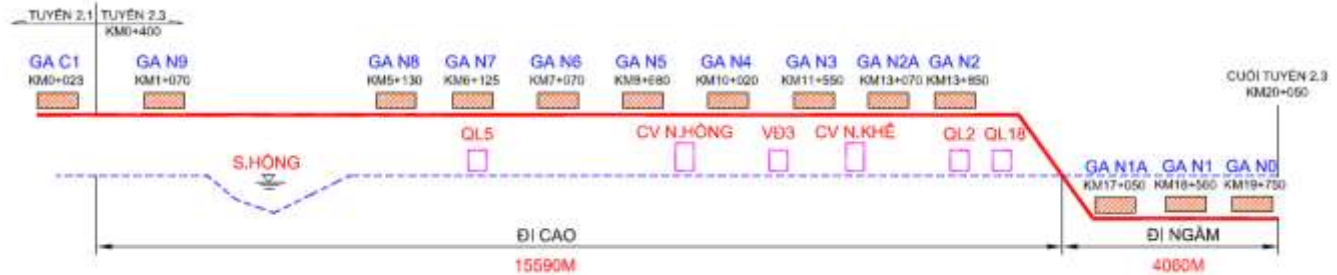 TUYẾN 2.1 TUYẾN 2.3
KM0+400
GA C1 GA N9 GA N8 GA N7 GA N6 GA N5 GA N4 GA N3 GA N2A GA N2
KM0+023 KM1+070 KM5+130 KM6+125 KM7+070 KM8+680 KM10+020 KM11+550 KM13+070 KM13+850
CUỐI TUYẾN 2.3
KM20+050
QL5 CV N.HỒNG VĐ3 CV N.KHÊ QL2 QL18
S.HỒNG
GA N1A GA N1 GA N0
KM17+050 KM18+560 KM19+750
ĐI CAO ĐI NGẦM
15590M 4060M